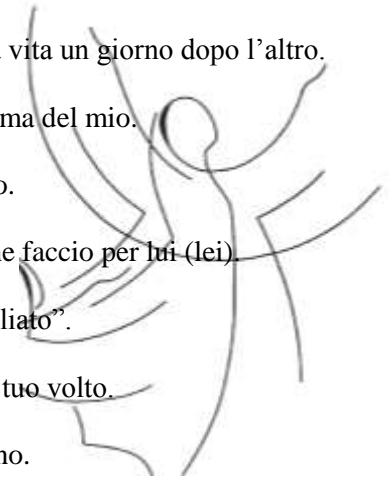 a vita un giorno dopo l’altro.
ma del mio.
o.
e faccio per lui (lei).
liato”.
tuo volto.
no.